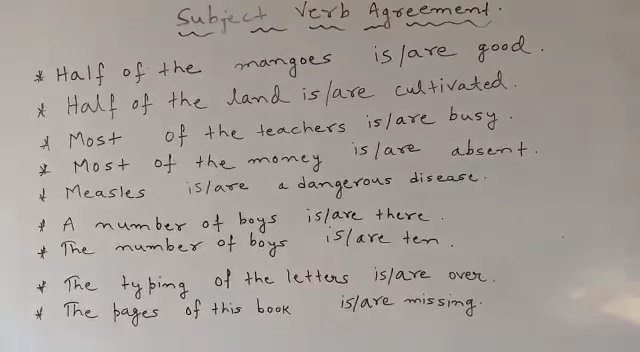 Subject Verb Agreement.
* Half of the mangoes is/are good.
* Half of the land is/are cultivated.
* Most of the teachers is/are busy.
* Most of the money is/are absent.
* Measles is/are a dangerous disease.
* A number of boys is/are there.
* The number of boys is/are ten.
* The typing of the letters is/are over.
* The pages of this book is/are missing.